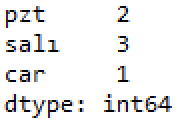 pzt 2
salı 3
car 1
dtype: int64